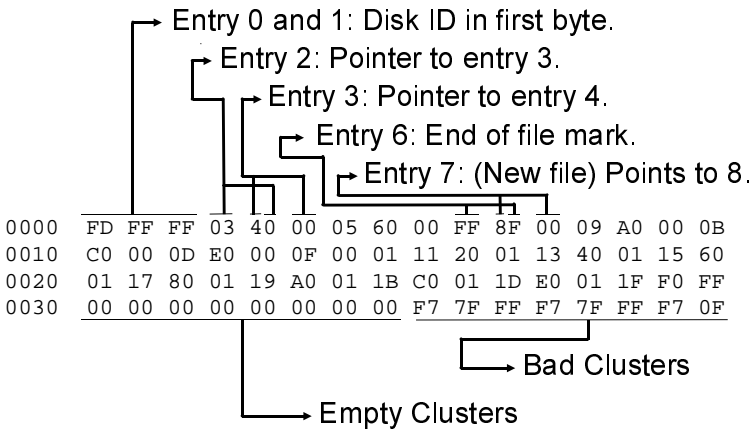 Entry 0 and 1: Disk ID in first byte.
Entry 2: Pointer to entry 3.
Entry 3: Pointer to entry 4.
Entry 6: End of file mark.
Entry 7: (New file) Points to 8.
0000 FD FF FF 03 40 00 05 60 00 FF 8F 00 09 A0 00 0B
0010 C0 00 0D E0 00 0F 00 01 11 20 01 13 40 01 15 60
0020 01 17 80 01 19 A0 01 1B C0 01 1D E0 01 1F F0 FF
0030 00 00 00 00 00 00 00 00 F7 7F FF F7 7F FF F7 0F
Bad Clusters
Empty Clusters